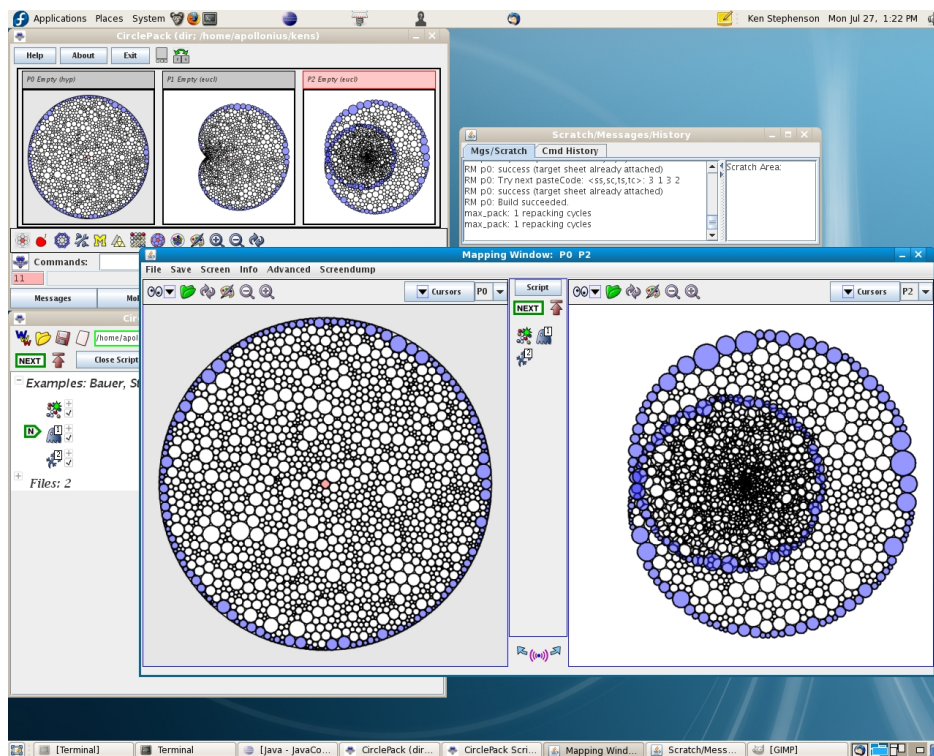 Applications Places System
Ken Stephenson Mon Jul 27, 1:22 PM
CirclePack (dir; /home/apollonius/kens)
Help About Exit
P0 Empty (hyp) P1 Empty (eucl) P2 Empty (eucl)
Scratch/Messages/History
Mgs/Scratch Cmd History
RM p0: success (target sheet already attached)
RM p0: Try next pasteCode: <ss,sc,ts,tc>: 3 1 3 2
RM p0: success (target sheet already attached)
RM p0: Build succeeded.
max_pack: 1 repacking cycles
max_pack: 1 repacking cycles
Scratch Area:
Commands:
11
Messages
Mapping Window: P0 P2
File Save Screen Info Advanced Screendump
Cursors P0
Script
NEXT
1
2
Cursors P2
/home/apol
NEXT Close Script
Examples: Bauer, St
N 1
2
Files: 2
[Terminal] Terminal [Java - JavaCo... CirclePack (dir... CirclePack Scri... Mapping Wind... Scratch/Mess... [GIMP]